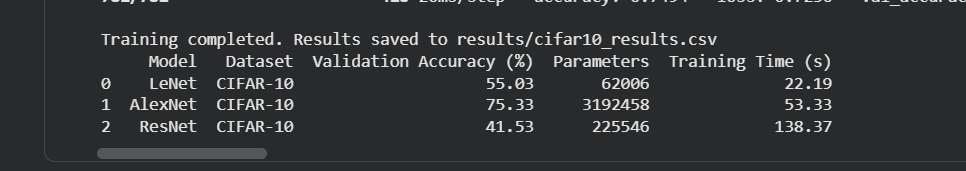 Training completed. Results saved to results/cifar10_results.csv
Model Dataset Validation Accuracy (%) Parameters Training Time (s)
0 LeNet CIFAR-10 55.03 62006 22.19
1 AlexNet CIFAR-10 75.33 3192458 53.33
2 ResNet CIFAR-10 41.53 225546 138.37